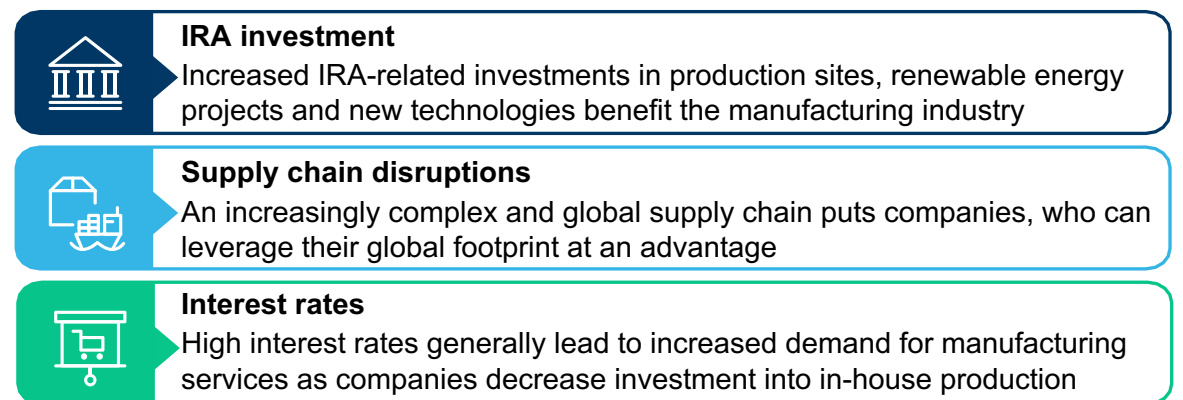 IRA investment
Increased IRA-related investments in production sites, renewable energy
projects and new technologies benefit the manufacturing industry
Supply chain disruptions
An increasingly complex and global supply chain puts companies, who can
leverage their global footprint at an advantage
Interest rates
High interest rates generally lead to increased demand for manufacturing
services as companies decrease investment into in-house production